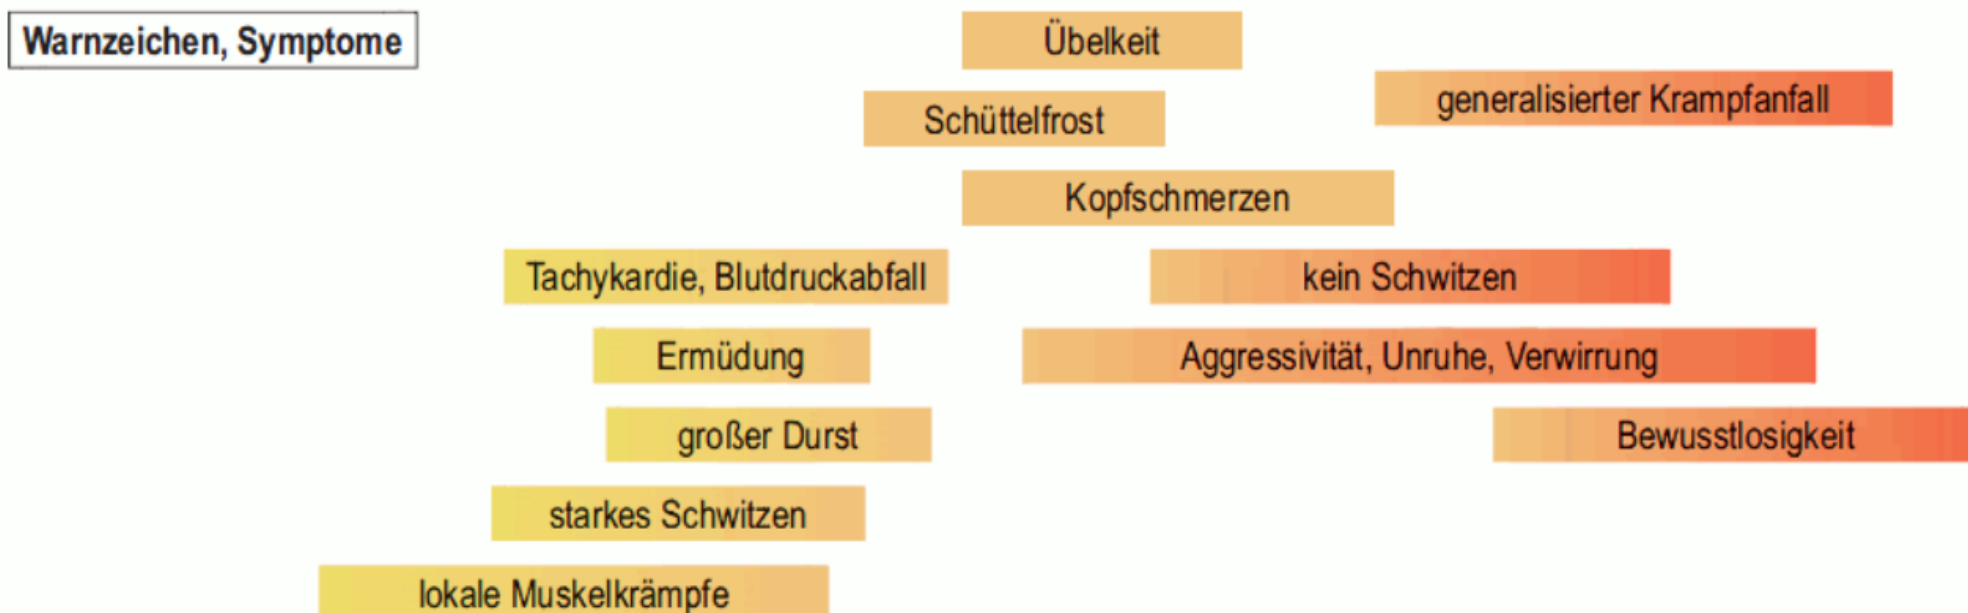 Warnzeichen, Symptome
Übelkeit
generalisierter Krampfanfall
Schüttelfrost
Kopfschmerzen
Tachykardie, Blutdruckabfall
kein Schwitzen
Ermüdung
Aggressivität, Unruhe, Verwirrung
großer Durst
Bewusstlosigkeit
starkes Schwitzen
lokale Muskelkrämpfe